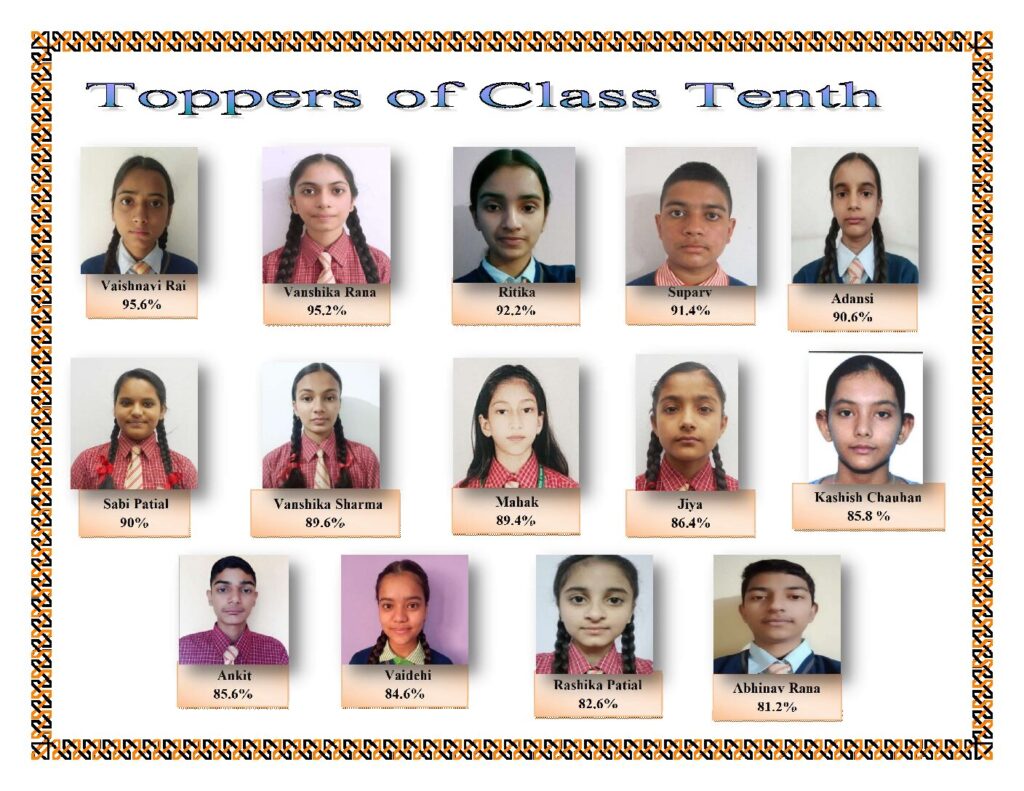 Toppers of Class Tenth
Vaishnavi Rai
95.6%
Vanshika Rana
95.2%
Ritika
92.2%
Suparv
91.4%
Adansi
90.6%
Sabi Patial
90%
Vanshika Sharma
89.6%
Mahak
89.4%
Jiya
86.4%
Kashish Chauhan
85.8 %
Ankit
85.6%
Vaidehi
84.6%
Rashika Patial
82.6%
Abhinav Rana
81.2%